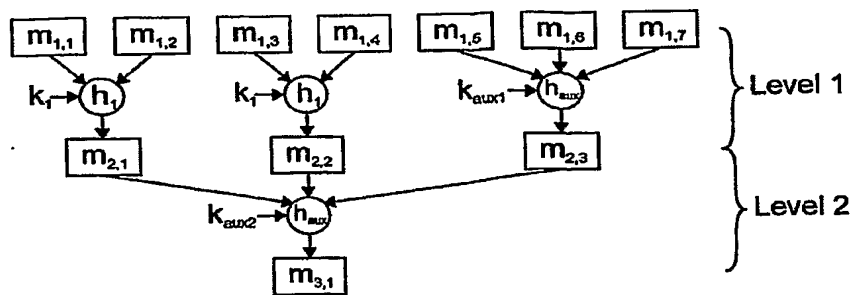 m1,1 m1,2 m1,3 m1,4 m1,5 m1,6 m1,7
k1 h1 k1 h1 kaux1 haux Level 1
m2,1 m2,2 m2,3
kaux2 haux Level 2
m3,1